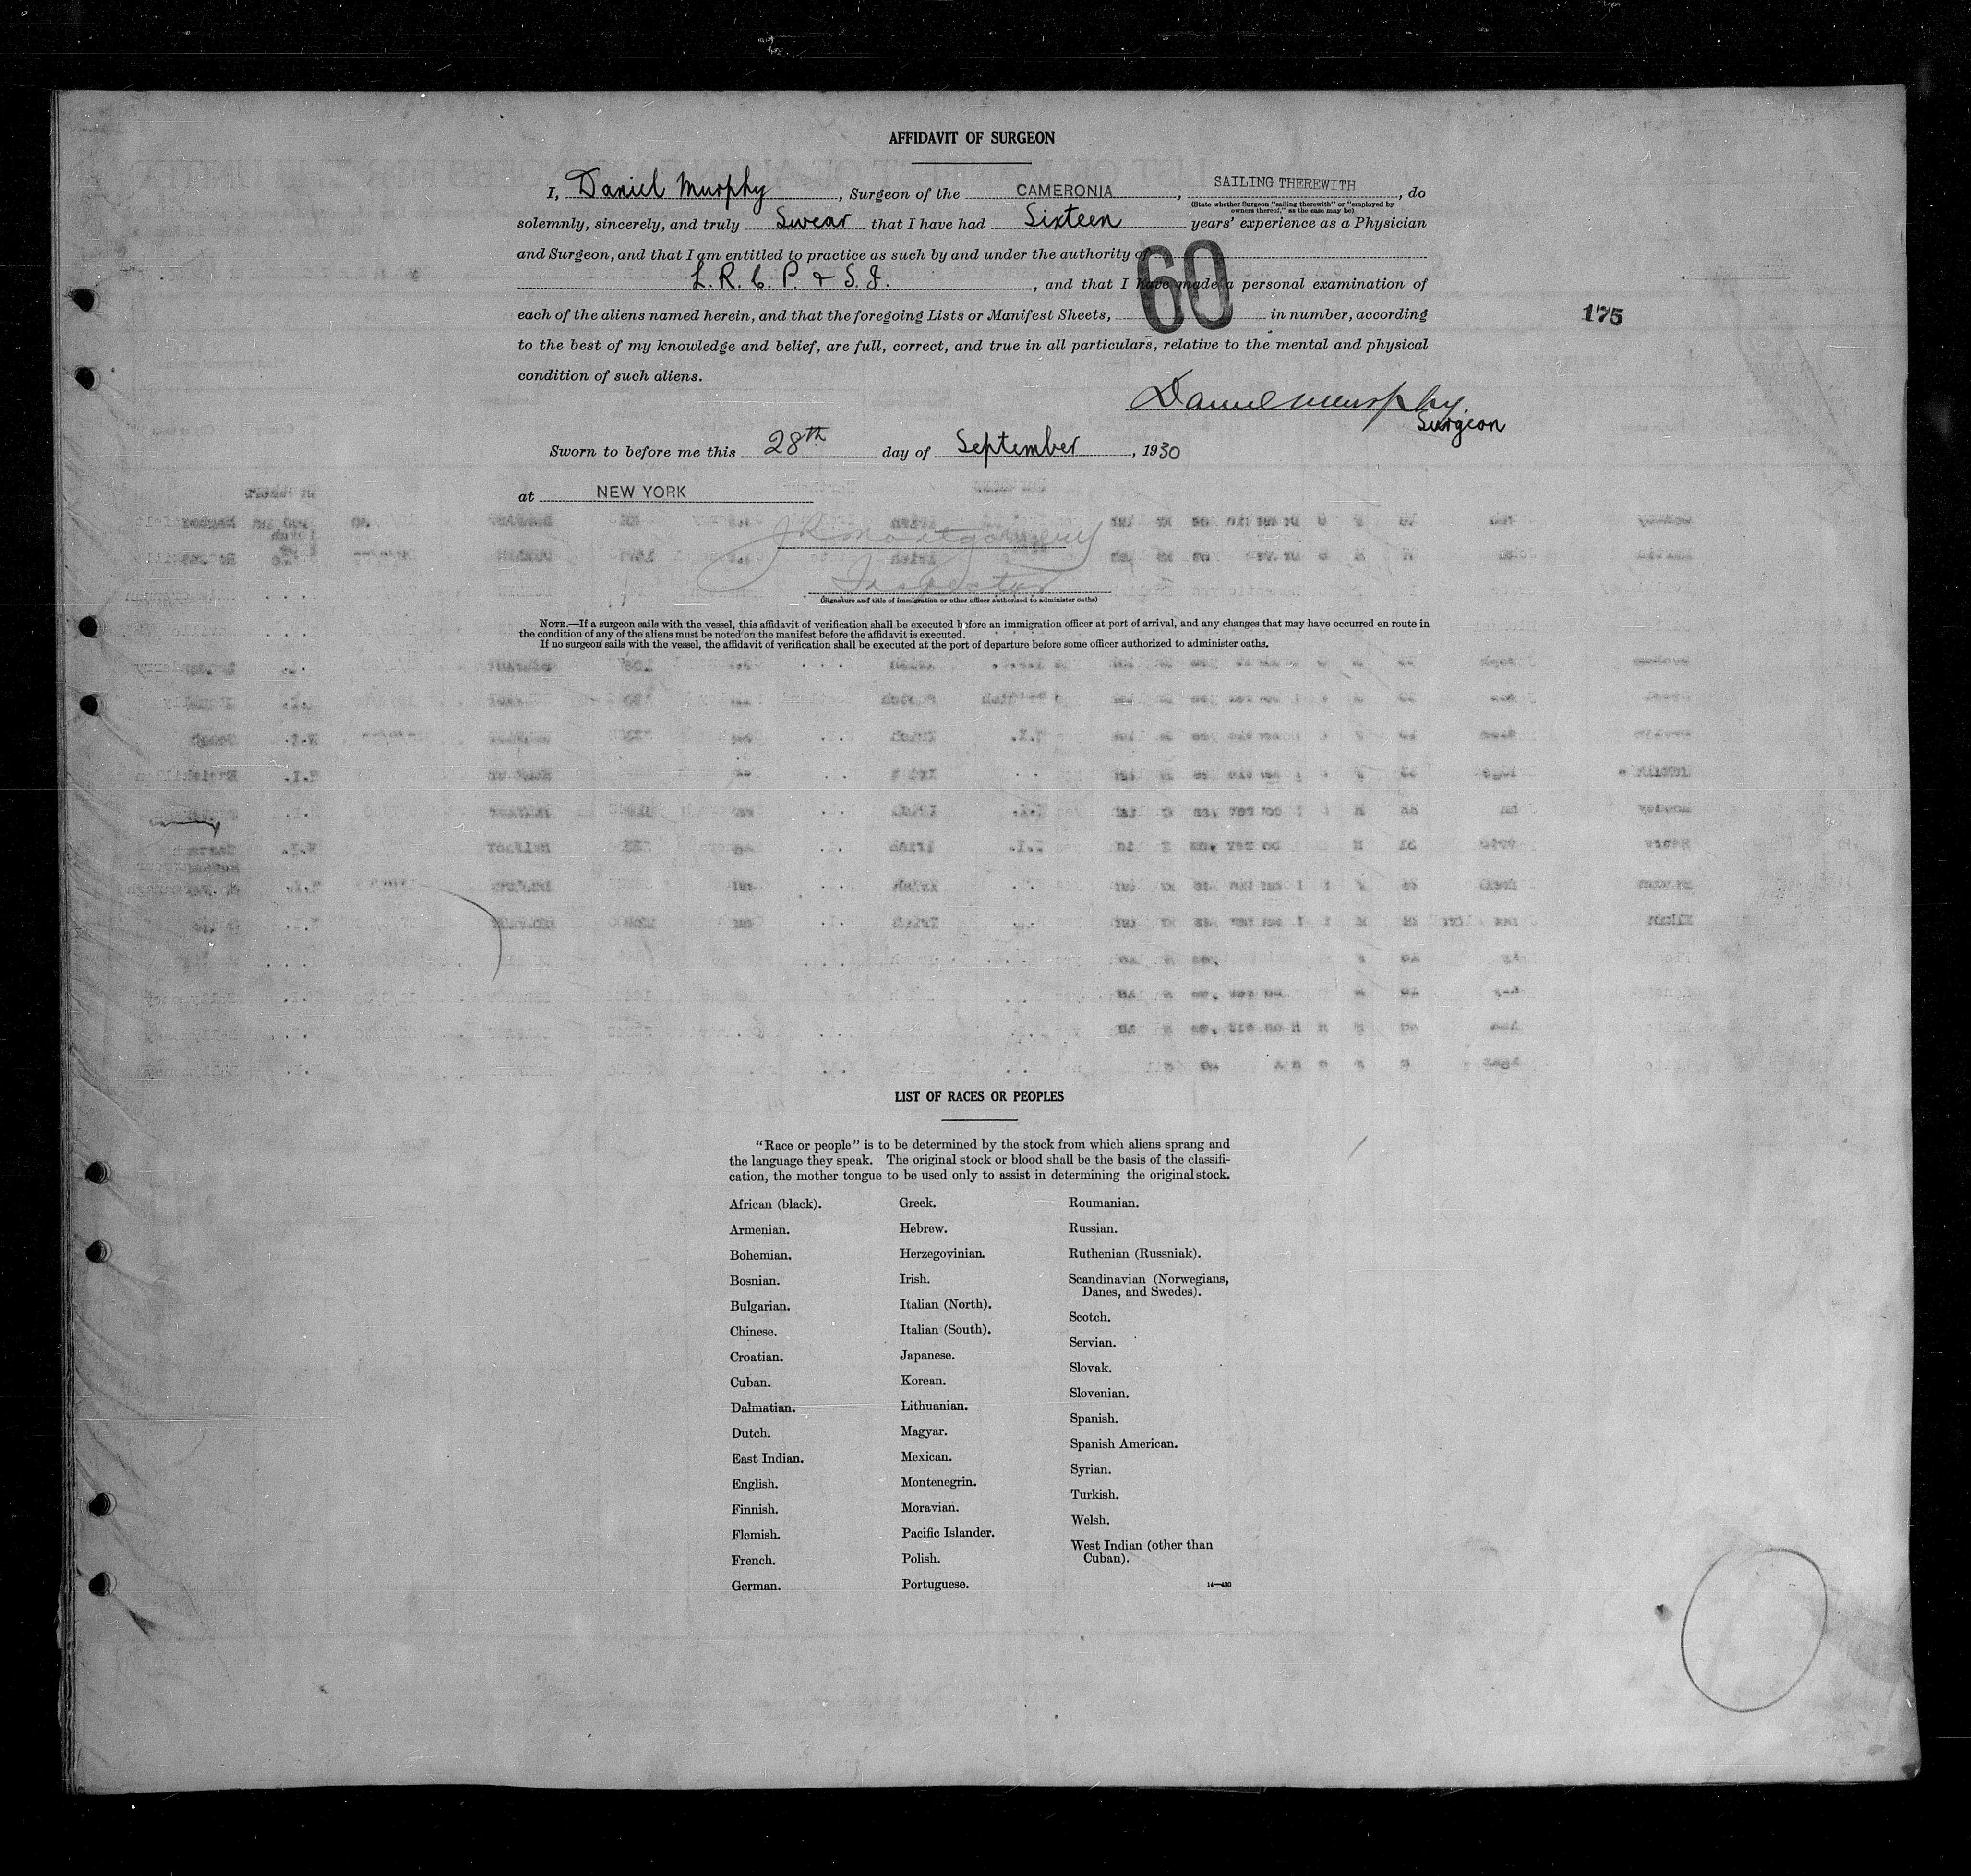 AFFIDAVIT OF SURGEON
I, Daniel Murphy, Surgeon of the CAMERONIA, SAILING THEREWITH, do
(State whether Surgeon "sailing therewith" or "employed by
owners thereof," as the case may be)
solemnly, sincerely, and truly Swear that I have had Sixteen years' experience as a Physician
and Surgeon, and that I am entitled to practice as such by and under the authority of
L. R. C. P. & S. I., and that I have made a personal examination of
each of the aliens named herein, and that the foregoing Lists or Manifest Sheets, 60 in number, according
175
to the best of my knowledge and belief, are full, correct, and true in all particulars, relative to the mental and physical
condition of such aliens.
Daniel Murphy
Surgeon
Sworn to before me this 28th day of September, 1930
at NEW YORK
Montgomery
Inspector
(Signature and title of immigration or other officer authorized to administer oaths)
NOTE.—If a surgeon sails with the vessel, this affidavit of verification shall be executed before an immigration officer at port of arrival, and any changes that may have occurred en route in
the condition of any of the aliens must be noted on the manifest before the affidavit is executed.
If no surgeon sails with the vessel, the affidavit of verification shall be executed at the port of departure before some officer authorized to administer oaths.
LIST OF RACES OR PEOPLES
"Race or people" is to be determined by the stock from which aliens sprang and
the language they speak. The original stock or blood shall be the basis of the classifi-
cation, the mother tongue to be used only to assist in determining the original stock.
African (black).
Armenian.
Bohemian.
Bosnian.
Bulgarian.
Chinese.
Croatian.
Cuban.
Dalmatian.
Dutch.
East Indian.
English.
Finnish.
Flemish.
French.
German.
Greek.
Hebrew.
Herzegovinian.
Irish.
Italian (North).
Italian (South).
Japanese.
Korean.
Lithuanian.
Magyar.
Mexican.
Montenegrin.
Moravian.
Pacific Islander.
Polish.
Portuguese.
Roumanian.
Russian.
Ruthenian (Russniak).
Scandinavian (Norwegians,
Danes, and Swedes).
Scotch.
Servian.
Slovak.
Slovenian.
Spanish.
Spanish American.
Syrian.
Turkish.
Welsh.
West Indian (other than
Cuban).
14—430